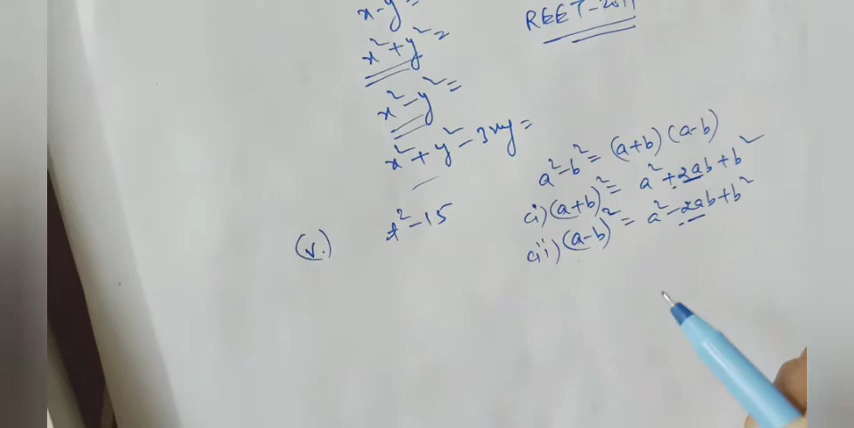 x-y=
REET-2011
x²+y²=
x²-y²=
x²+y²-3xy=
a²-b²=(a+b)(a-b)
i)(a+b)²= a²+2ab+b²
ii)(a-b)²= a²-2ab+b²
(v.) t²-15